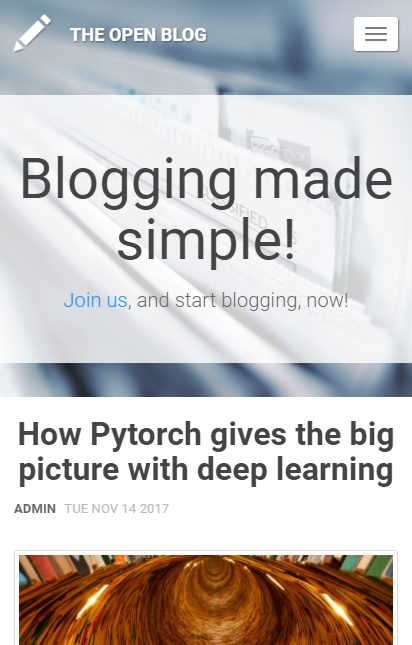 THE OPEN BLOG
Blogging made
simple!
Join us, and start blogging, now!
How Pytorch gives the big
picture with deep learning
ADMIN TUE NOV 14 2017